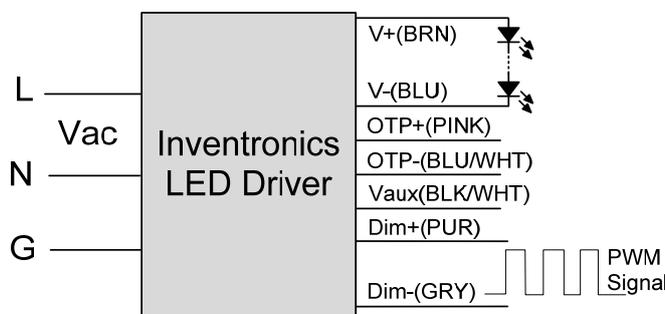 L
Vac
N
G
Inventronics
LED Driver
V+(BRN)
V-(BLU)
OTP+(PINK)
OTP-(BLU/WHT)
Vaux(BLK/WHT)
Dim+(PUR)
Dim-(GRY)
PWM
Signal